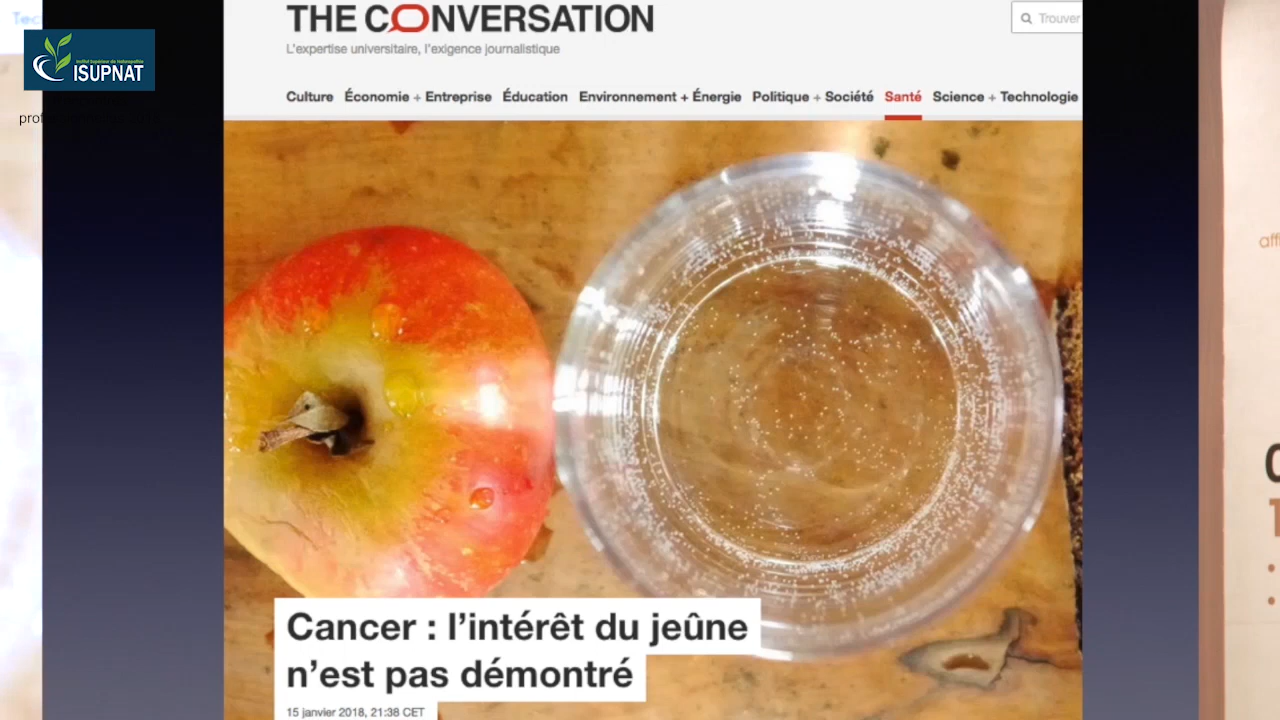 THE CONVERSATION
L'expertise universitaire, l'exigence journalistique
Trouver
ISUPNAT
Culture Économie + Entreprise Éducation Environnement + Énergie Politique + Société Santé Science + Technologie
Cancer : l'intérêt du jeûne
n'est pas démontré
15 janvier 2018, 21:38 CET